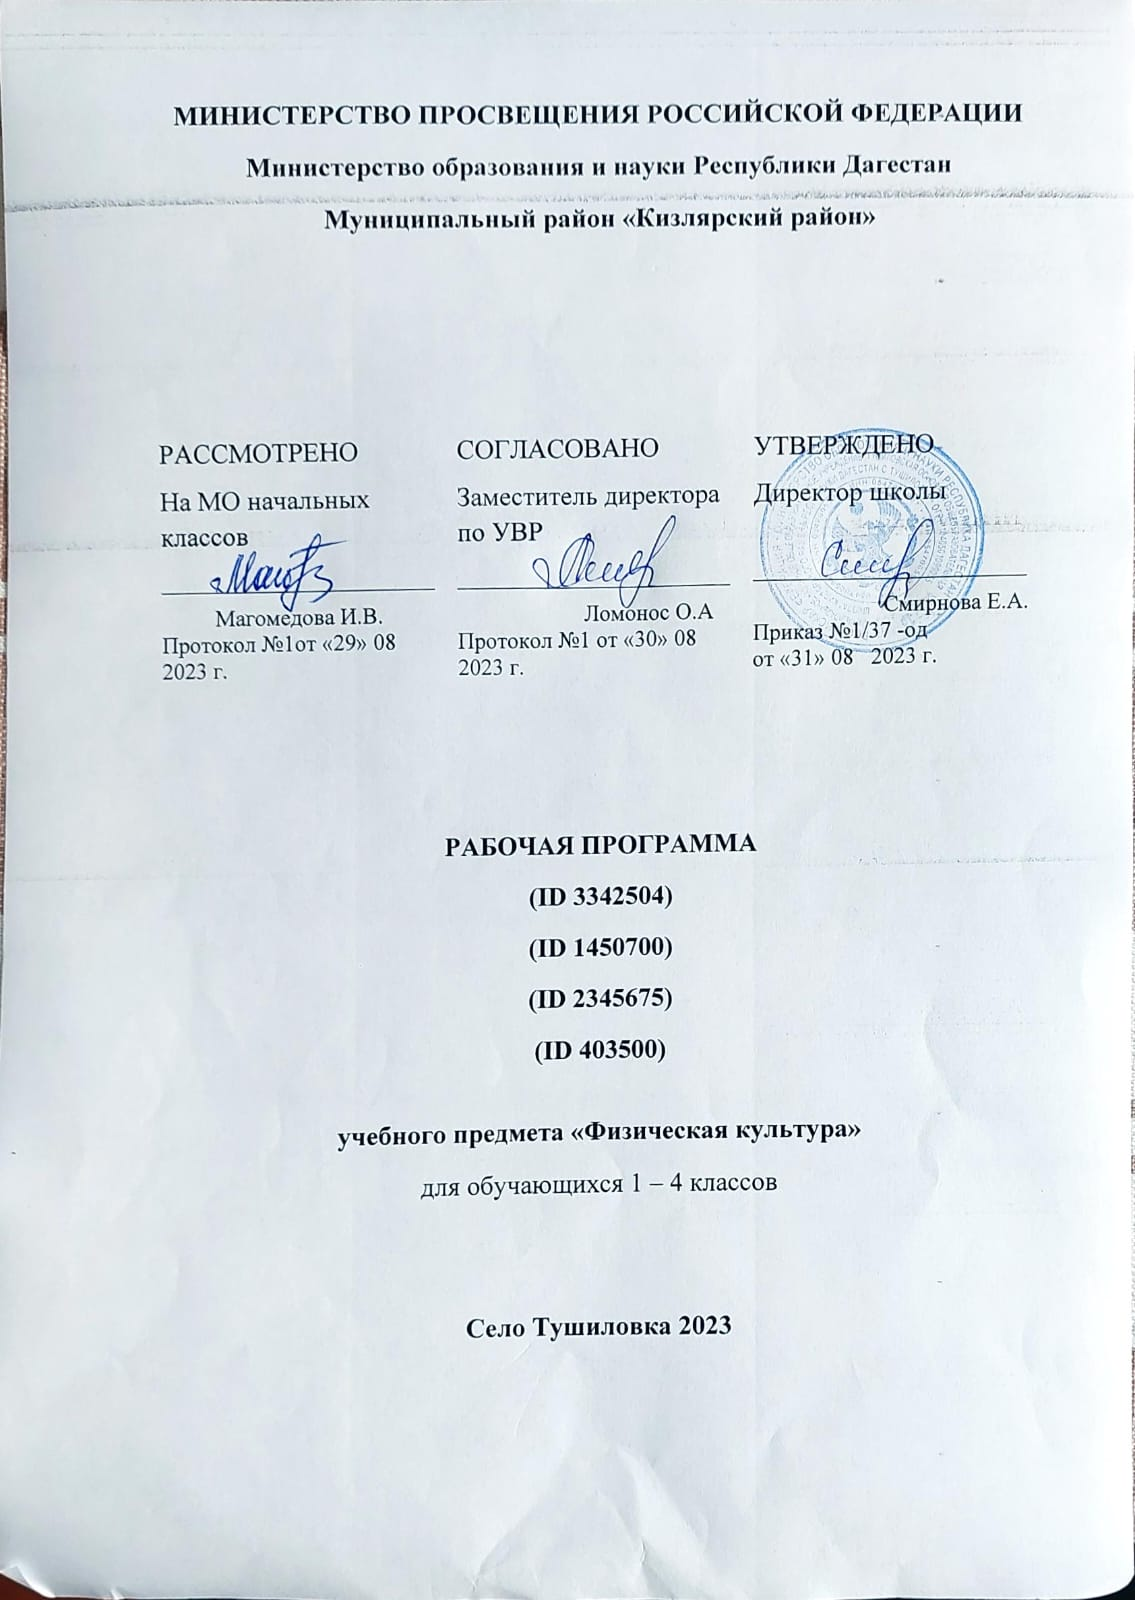 МИНИСТЕРСТВО ПРОСВЕЩЕНИЯ РОССИЙСКОЙ ФЕДЕРАЦИИ
Министерство образования и науки Республики Дагестан
Муниципальный район «Кизлярский район»
РАССМОТРЕНО
На МО начальных
классов
Магомедова И.В.
Протокол №1от «29» 08
2023 г.
СОГЛАСОВАНО
Заместитель директора
по УВР
Ломонос О.А
Протокол №1 от «30» 08
2023 г.
УТВЕРЖДЕНО
Директор школы
Смирнова Е.А.
Приказ №1/37 -од
от «31» 08 2023 г.
РАБОЧАЯ ПРОГРАММА
(ID 3342504)
(ID 1450700)
(ID 2345675)
(ID 403500)
учебного предмета «Физическая культура»
для обучающихся 1 – 4 классов
Село Тушиловка 2023